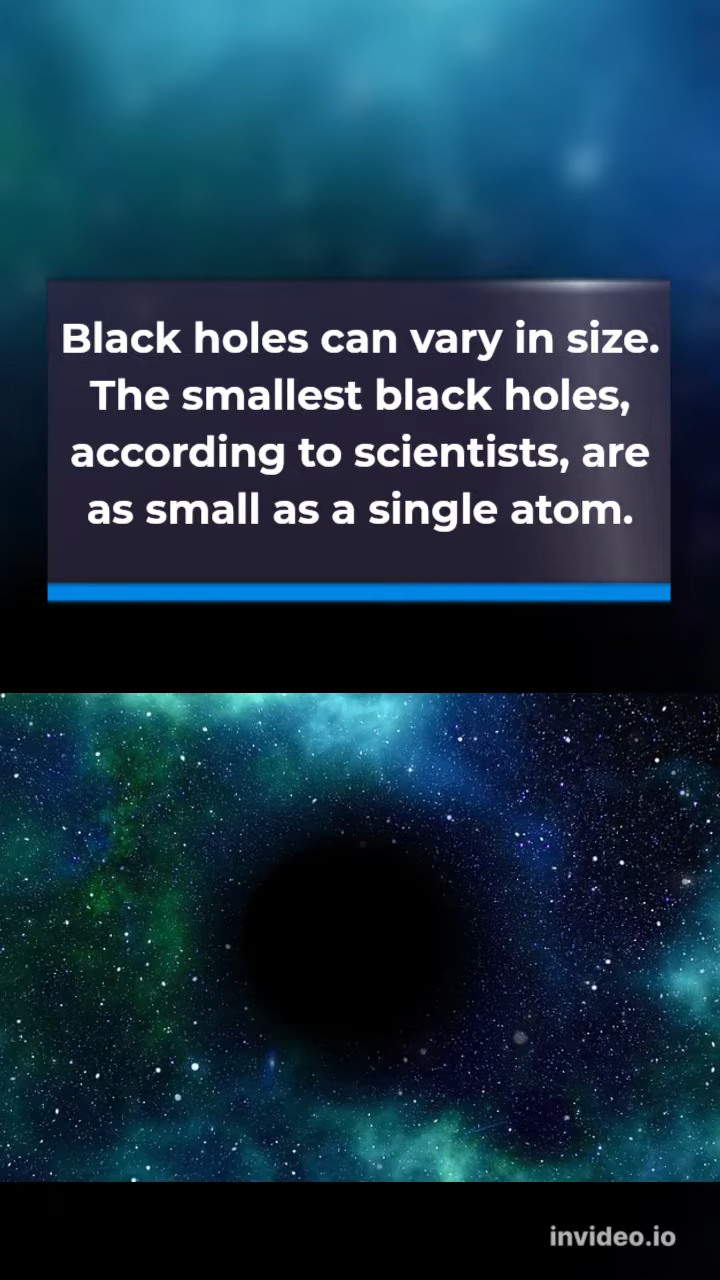 Black holes can vary in size.
The smallest black holes,
according to scientists, are
as small as a single atom.
invideo.io